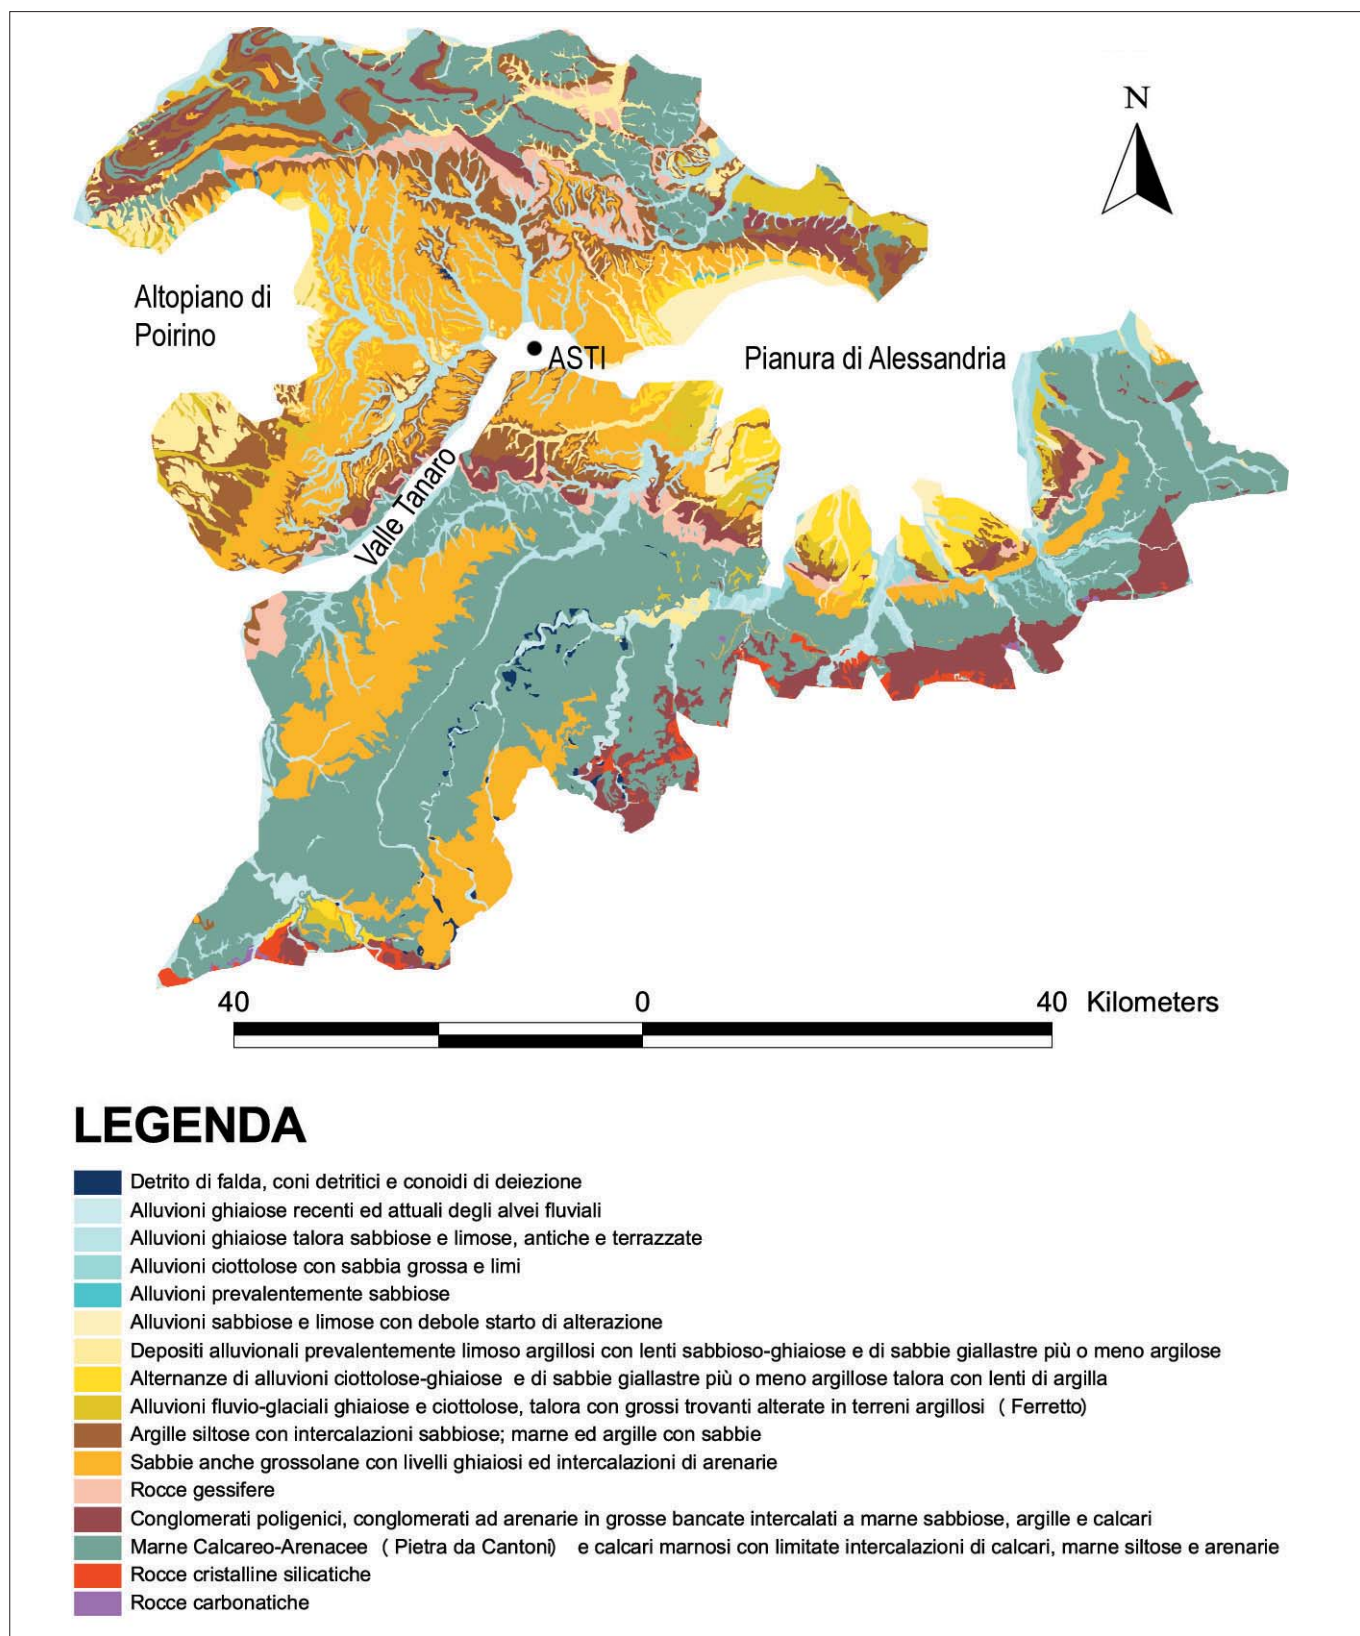 N
Altopiano di
Poirino
ASTI
Pianura di Alessandria
Valle Tanaro
40 0 40 Kilometers
LEGENDA
Detrito di falda, coni detritici e conoidi di deiezione
Alluvioni ghiaiose recenti ed attuali degli alvei fluviali
Alluvioni ghiaiose talora sabbiose e limose, antiche e terrazzate
Alluvioni ciottolose con sabbia grossa e limi
Alluvioni prevalentemente sabbiose
Alluvioni sabbiose e limose con debole starto di alterazione
Depositi alluvionali prevalentemente limoso argillosi con lenti sabbioso-ghiaiose e di sabbie giallastre più o meno argilose
Alternanze di alluvioni ciottolose-ghiaiose e di sabbie giallastre più o meno argillose talora con lenti di argilla
Alluvioni fluvio-glaciali ghiaiose e ciottolose, talora con grossi trovanti alterate in terreni argillosi ( Ferretto)
Argille siltose con intercalazioni sabbiose; marne ed argille con sabbie
Sabbie anche grossolane con livelli ghiaiosi ed intercalazioni di arenarie
Rocce gessifere
Conglomerati poligenici, conglomerati ad arenarie in grosse bancate intercalati a marne sabbiose, argille e calcari
Marne Calcareo-Arenacee ( Pietra da Cantoni) e calcari marnosi con limitate intercalazioni di calcari, marne siltose e arenarie
Rocce cristalline silicatiche
Rocce carbonatiche